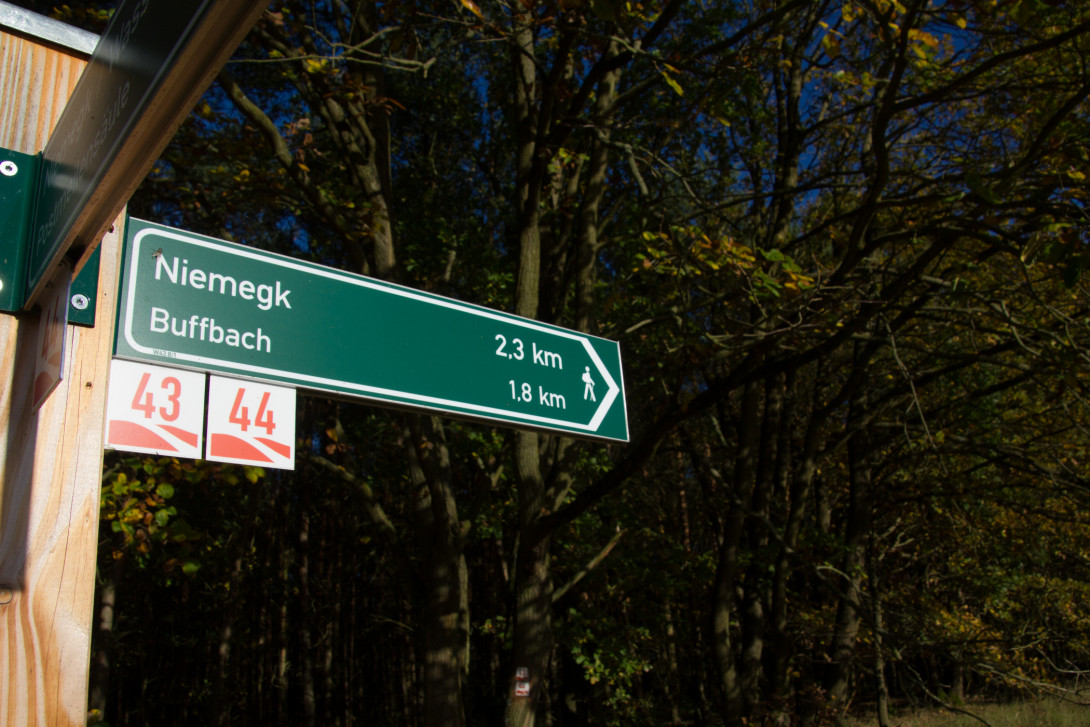 Niemegk
2,3 km
Buffbach
1,8 km
43
44